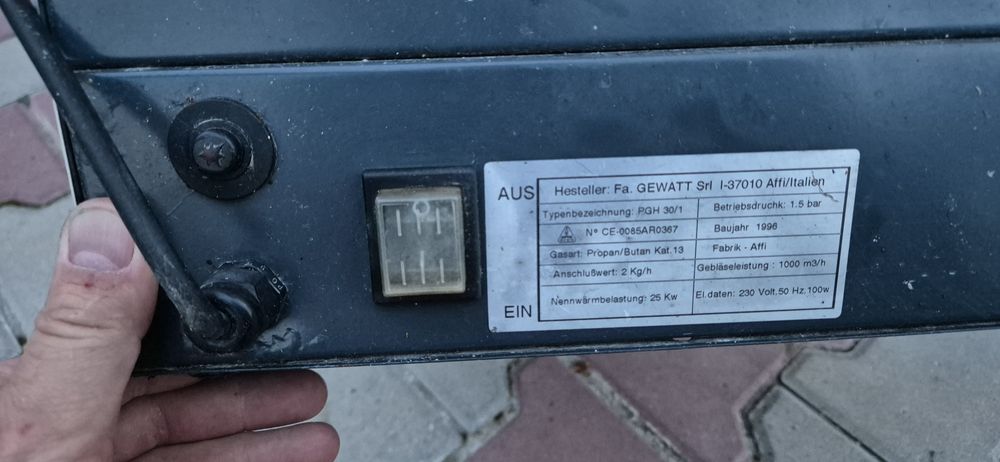 AUS
Hesteller: Fa. GEWATT Srl I-37010 Affi/Italien
Typenbezeichnung: PGH 30/1
Betriebsdruchk: 1.5 bar
N° CE-0085AR0367
Baujahr 1996
Gasart: Propan/Butan Kat.13
Fabrik - Affi
Anschlußwert: 2 Kg/h
Gebläseleistung : 1000 m3/h
Nennwärmbelastung: 25 Kw
El.daten: 230 Volt.50 Hz.100w
EIN